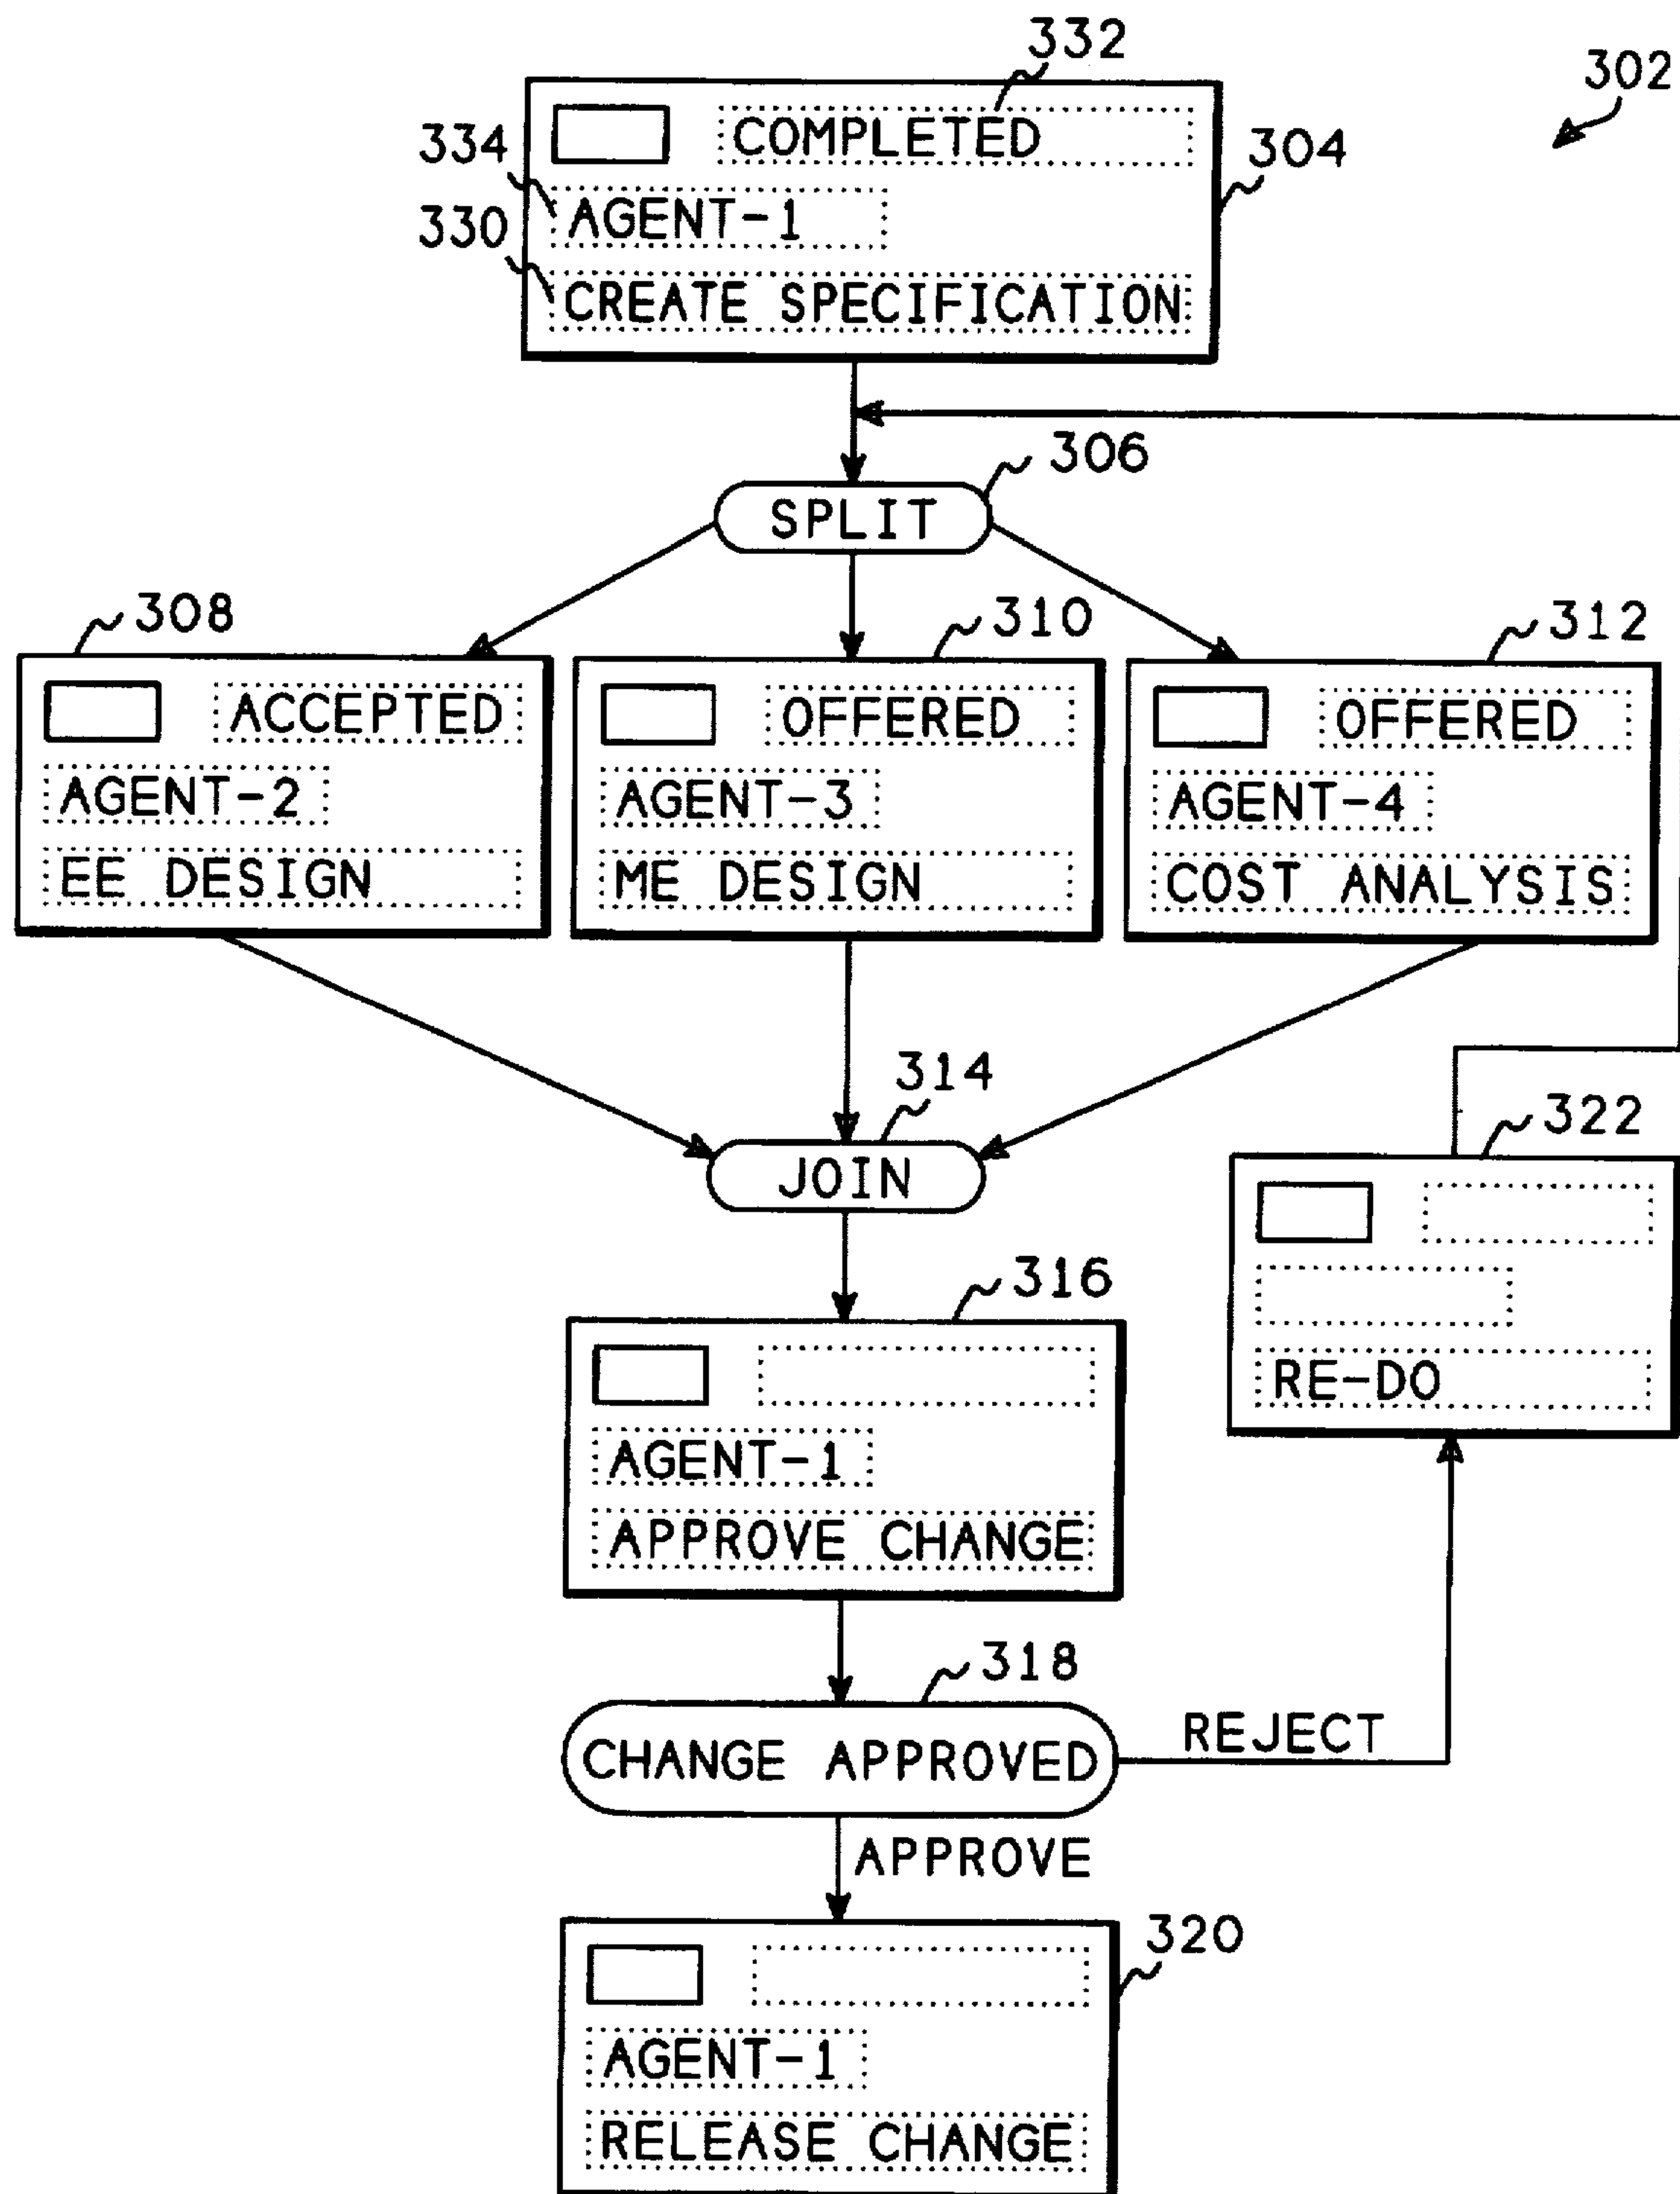 332
302
COMPLETED
304
334
AGENT-1
330
CREATE SPECIFICATION
306
SPLIT
308
310
312
ACCEPTED
AGENT-2
EE DESIGN
OFFERED
AGENT-3
ME DESIGN
OFFERED
AGENT-4
COST ANALYSIS
314
JOIN
322
RE-DO
316
AGENT-1
APPROVE CHANGE
318
CHANGE APPROVED
REJECT
APPROVE
320
AGENT-1
RELEASE CHANGE